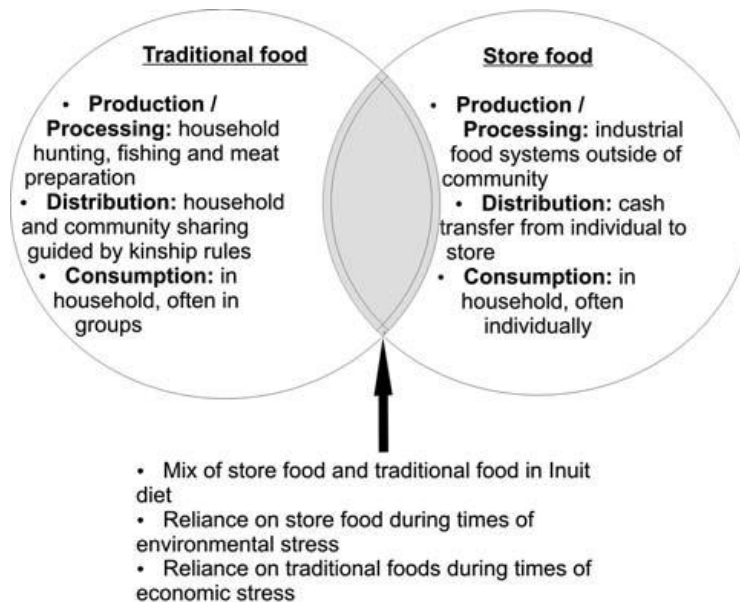 Traditional food
• Production /
Processing: household
hunting, fishing and meat
preparation
• Distribution: household
and community sharing
guided by kinship rules
• Consumption: in
household, often in
groups
Store food
• Production /
Processing: industrial
food systems outside of
community
• Distribution: cash
transfer from individual to
store
• Consumption: in
household, often
individually
• Mix of store food and traditional food in Inuit
diet
• Reliance on store food during times of
environmental stress
• Reliance on traditional foods during times of
economic stress